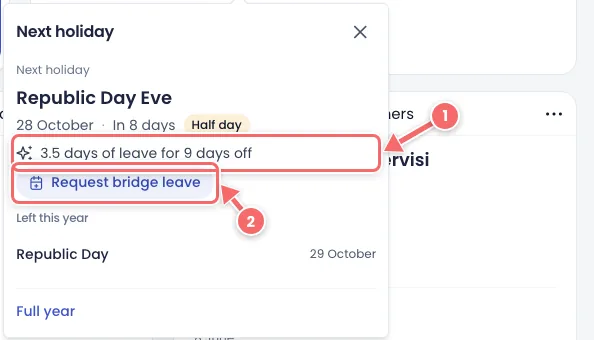 Next holiday
Next holiday
Republic Day Eve
28 October · In 8 days Half day
3.5 days of leave for 9 days off
Request bridge leave
Left this year
Republic Day 29 October
Full year
1
2
ners
ervisi